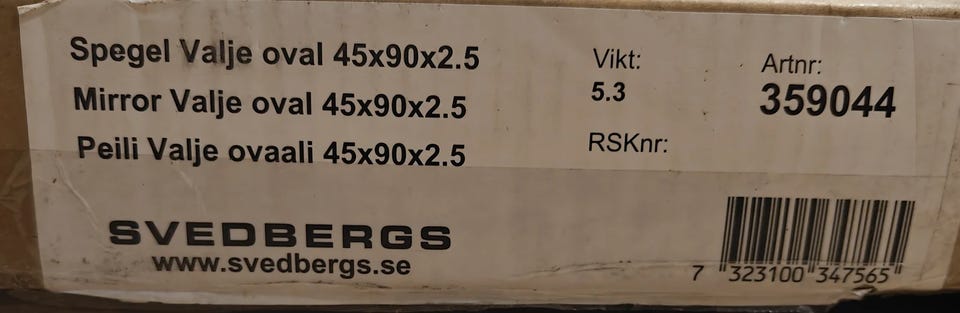 Spegel Valje oval 45x90x2.5
Mirror Valje oval 45x90x2.5
Peili Valje ovaali 45x90x2.5
Vikt:
5.3
RSKnr:
Artnr:
359044
SVEDBERGS
www.svedbergs.se
7 323100 347565